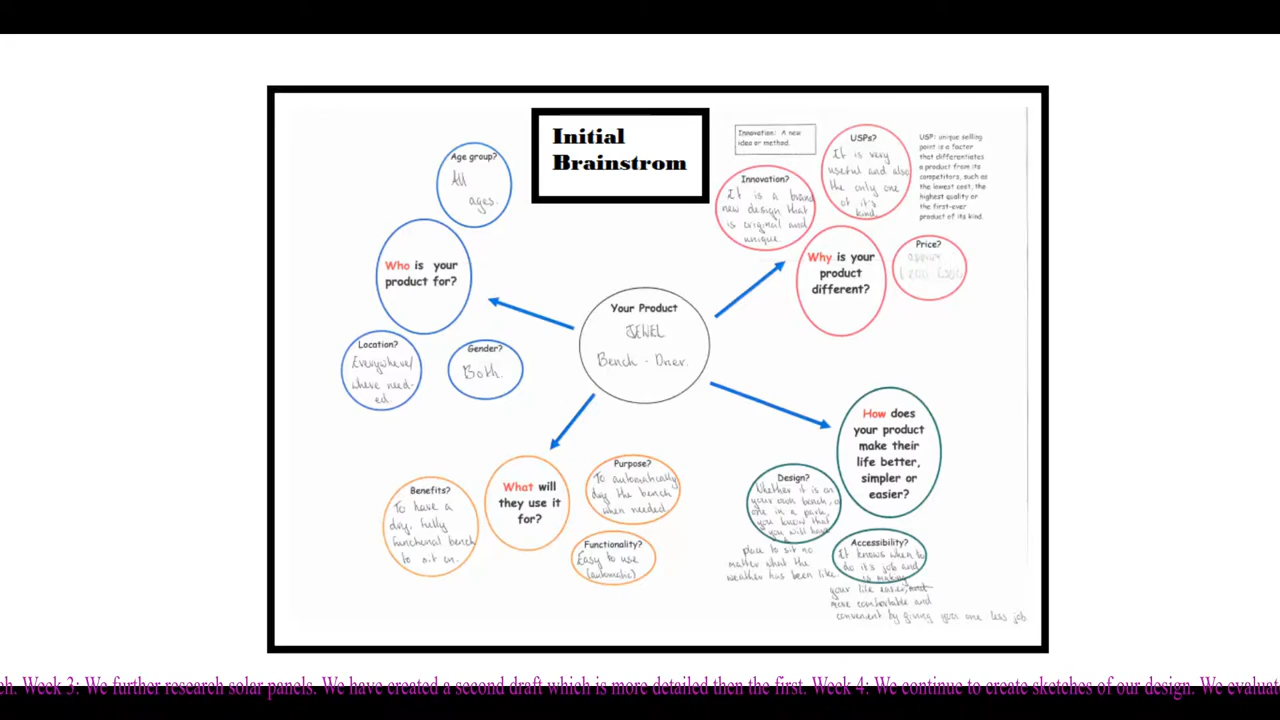 Initial
Brainstrom
Age group?
All
ages.
Who is your
product for?
Location?
Everywhere/
where need-
ed.
Gender?
Both.
Your Product
JEWEL
Bench - Drier.
Innovation: A new
idea or method.
USPs?
It is very
useful and also
the only one
of it's
kind.
USP: unique selling
point is a factor
that differentiates
a product from its
competitors, such as
the lowest cost, the
highest quality or
the first-ever
product of its kind.
Innovation?
It is a brand
new design that
is original and
unique.
Why is your
product
different?
Price?
What will
they use it
for?
Benefits?
To have a
dry, fully
functional bench
to sit on.
Purpose?
To automatically
dry the bench
when needed.
Functionality?
Easy to use
(automatic)
How does
your product
make their
life better,
simpler or
easier?
Design?
Whether it is on
your own bench, o
one in a park,
you know that
you will have
place to sit no
matter what the
weather has been like.
Accessibility?
It knows when to
do it's job and
is making
your life easier,
more comfortable and
convenient by giving you one less job
ch. Week 3: We further research solar panels. We have created a second draft which is more detailed then the first. Week 4: We continue to create sketches of our design. We evaluat